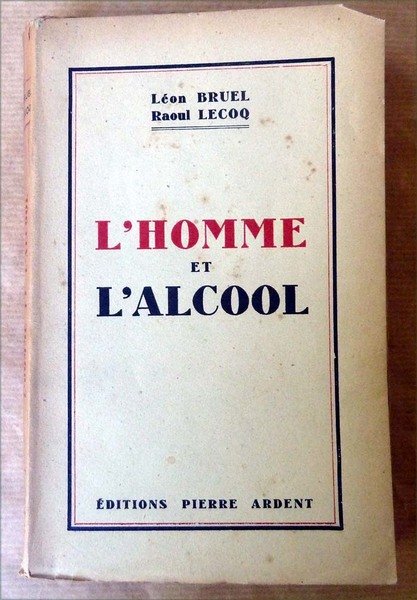 Léon BRUEL
Raoul LECOQ
L'HOMME
ET
L'ALCOOL
ÉDITIONS PIERRE ARDENT